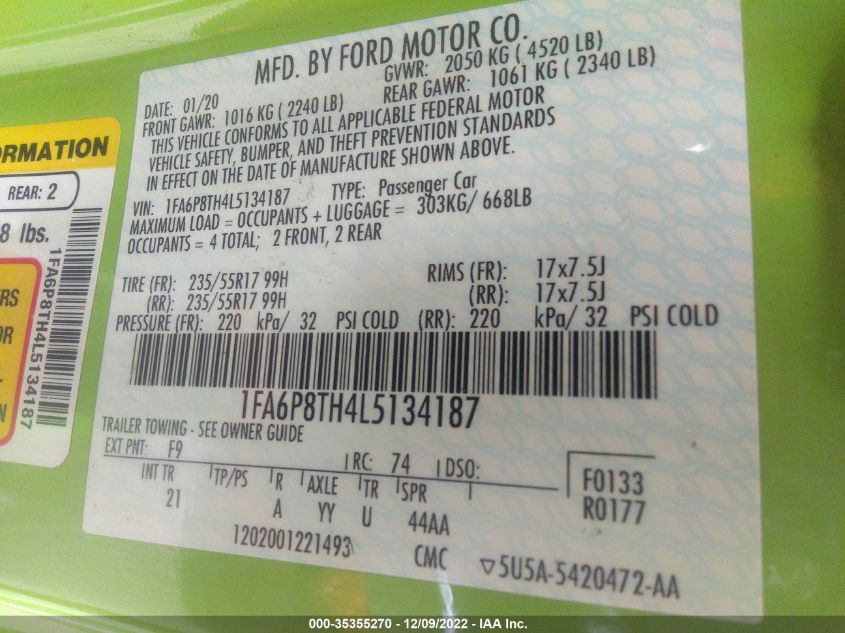 MFD. BY FORD MOTOR CO.
DATE: 01/20 GVWR: 2050 KG ( 4520 LB)
FRONT GAWR: 1016 KG ( 2240 LB) REAR GAWR: 1061 KG ( 2340 LB)
THIS VEHICLE CONFORMS TO ALL APPLICABLE FEDERAL MOTOR
VEHICLE SAFETY, BUMPER, AND THEFT PREVENTION STANDARDS
IN EFFECT ON THE DATE OF MANUFACTURE SHOWN ABOVE.
VIN: 1FA6P8TH4L5134187 TYPE: Passenger Car
MAXIMUM LOAD = OCCUPANTS + LUGGAGE = 303KG/ 668LB
OCCUPANTS = 4 TOTAL; 2 FRONT, 2 REAR
TIRE (FR): 235/55R17 99H RIMS (FR): 17x7.5J
(RR): 235/55R17 99H (RR): 17x7.5J
PRESSURE (FR): 220 kPa/ 32 PSI COLD (RR): 220 kPa/ 32 PSI COLD
1FA6P8TH4L5134187
TRAILER TOWING - SEE OWNER GUIDE
EXT PNT: F9 RC: 74 DSO:
INT TR TP/PS R AXLE TR SPR
21 A YY U 44AA
F0133
R0177
1202001221493 CMC ▽5U5A-5420472-AA
ORMATION
REAR: 2
8 lbs.
1FA6P8TH4L5134187
ERS
OR
N
000-35355270 - 12/09/2022 - IAA Inc.